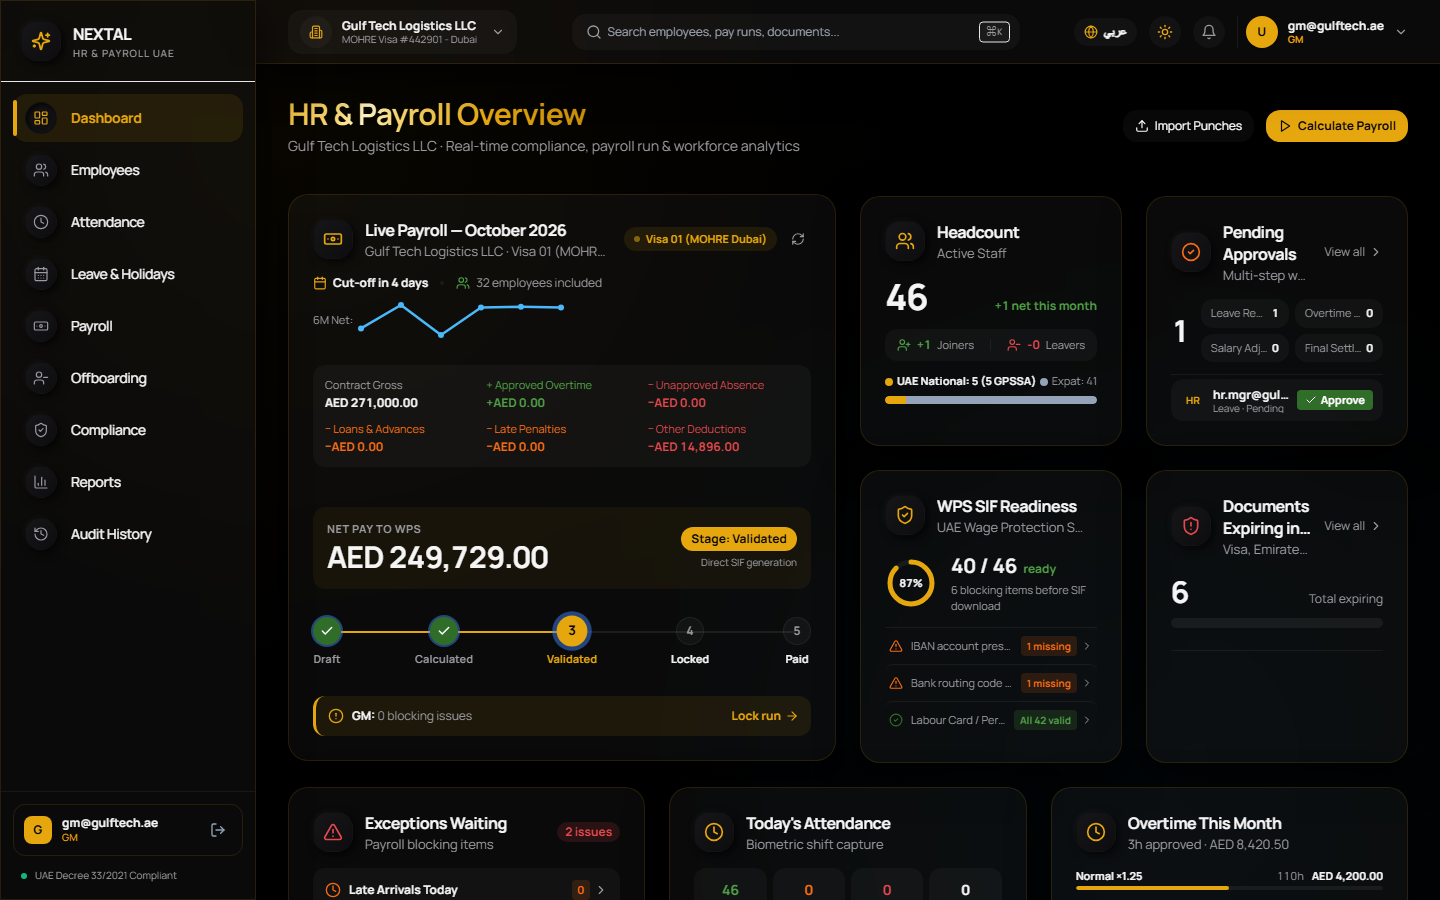 NEXTAL
HR & PAYROLL UAE
Dashboard
Employees
Attendance
Leave & Holidays
Payroll
Offboarding
Compliance
Reports
Audit History
G
gm@gulftech.ae
GM
UAE Decree 33/2021 Compliant
Gulf Tech Logistics LLC
MOHRE Visa #442901 - Dubai
Search employees, pay runs, documents...
⌘K
عربي
U
gm@gulftech.ae
GM
HR & Payroll Overview
Gulf Tech Logistics LLC · Real-time compliance, payroll run & workforce analytics
Import Punches
Calculate Payroll
Live Payroll — October 2026
Gulf Tech Logistics LLC · Visa 01 (MOHR...
Visa 01 (MOHRE Dubai)
Cut-off in 4 days
32 employees included
6M Net:
Contract Gross
AED 271,000.00
+ Approved Overtime
+AED 0.00
− Unapproved Absence
−AED 0.00
− Loans & Advances
−AED 0.00
− Late Penalties
−AED 0.00
− Other Deductions
−AED 14,896.00
NET PAY TO WPS
AED 249,729.00
Stage: Validated
Direct SIF generation
3
4
5
Draft
Calculated
Validated
Locked
Paid
GM: 0 blocking issues
Lock run
Headcount
Active Staff
46
+1 net this month
+1 Joiners
-0 Leavers
UAE National: 5 (5 GPSSA)
Expat: 41
Pending Approvals
Multi-step w...
View all
1
Leave Re... 1
Overtime ... 0
Salary Adj... 0
Final Settl... 0
HR
hr.mgr@gul...
Leave · Pending
Approve
WPS SIF Readiness
UAE Wage Protection S...
87%
40 / 46 ready
6 blocking items before SIF
download
IBAN account pres... 1 missing
Bank routing code ... 1 missing
Labour Card / Per... All 42 valid
Documents
Expiring in...
Visa, Emirate...
View all
6
Total expiring
Exceptions Waiting
Payroll blocking items
2 issues
Late Arrivals Today
0
Today's Attendance
Biometric shift capture
46
0
0
0
Overtime This Month
3h approved · AED 8,420.50
Normal ×1.25
110h AED 4,200.00